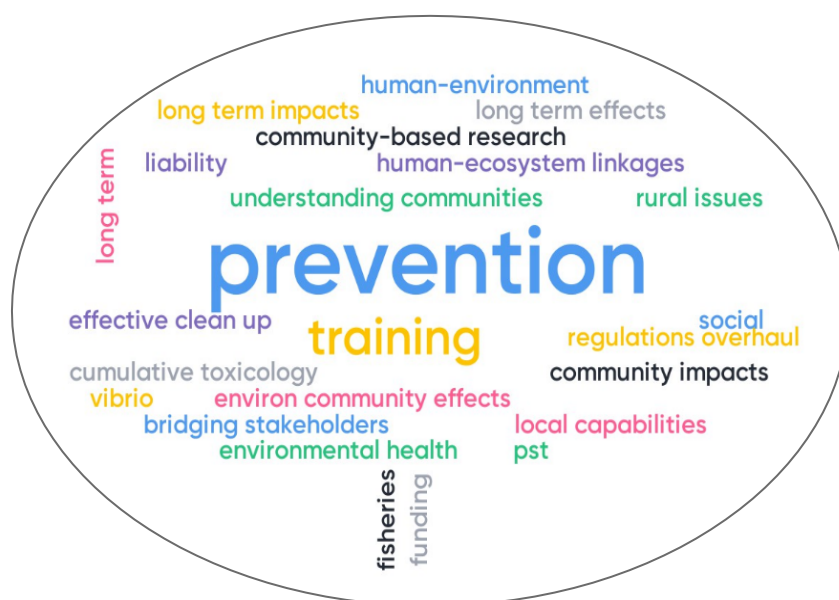 human-environment
long term impacts
long term effects
community-based research
long term
liability
human-ecosystem linkages
understanding communities
rural issues
prevention
effective clean up
training
social
regulations overhaul
cumulative toxicology
community impacts
vibrio
environ community effects
bridging stakeholders
local capabilities
environmental health
pst
fisheries
funding